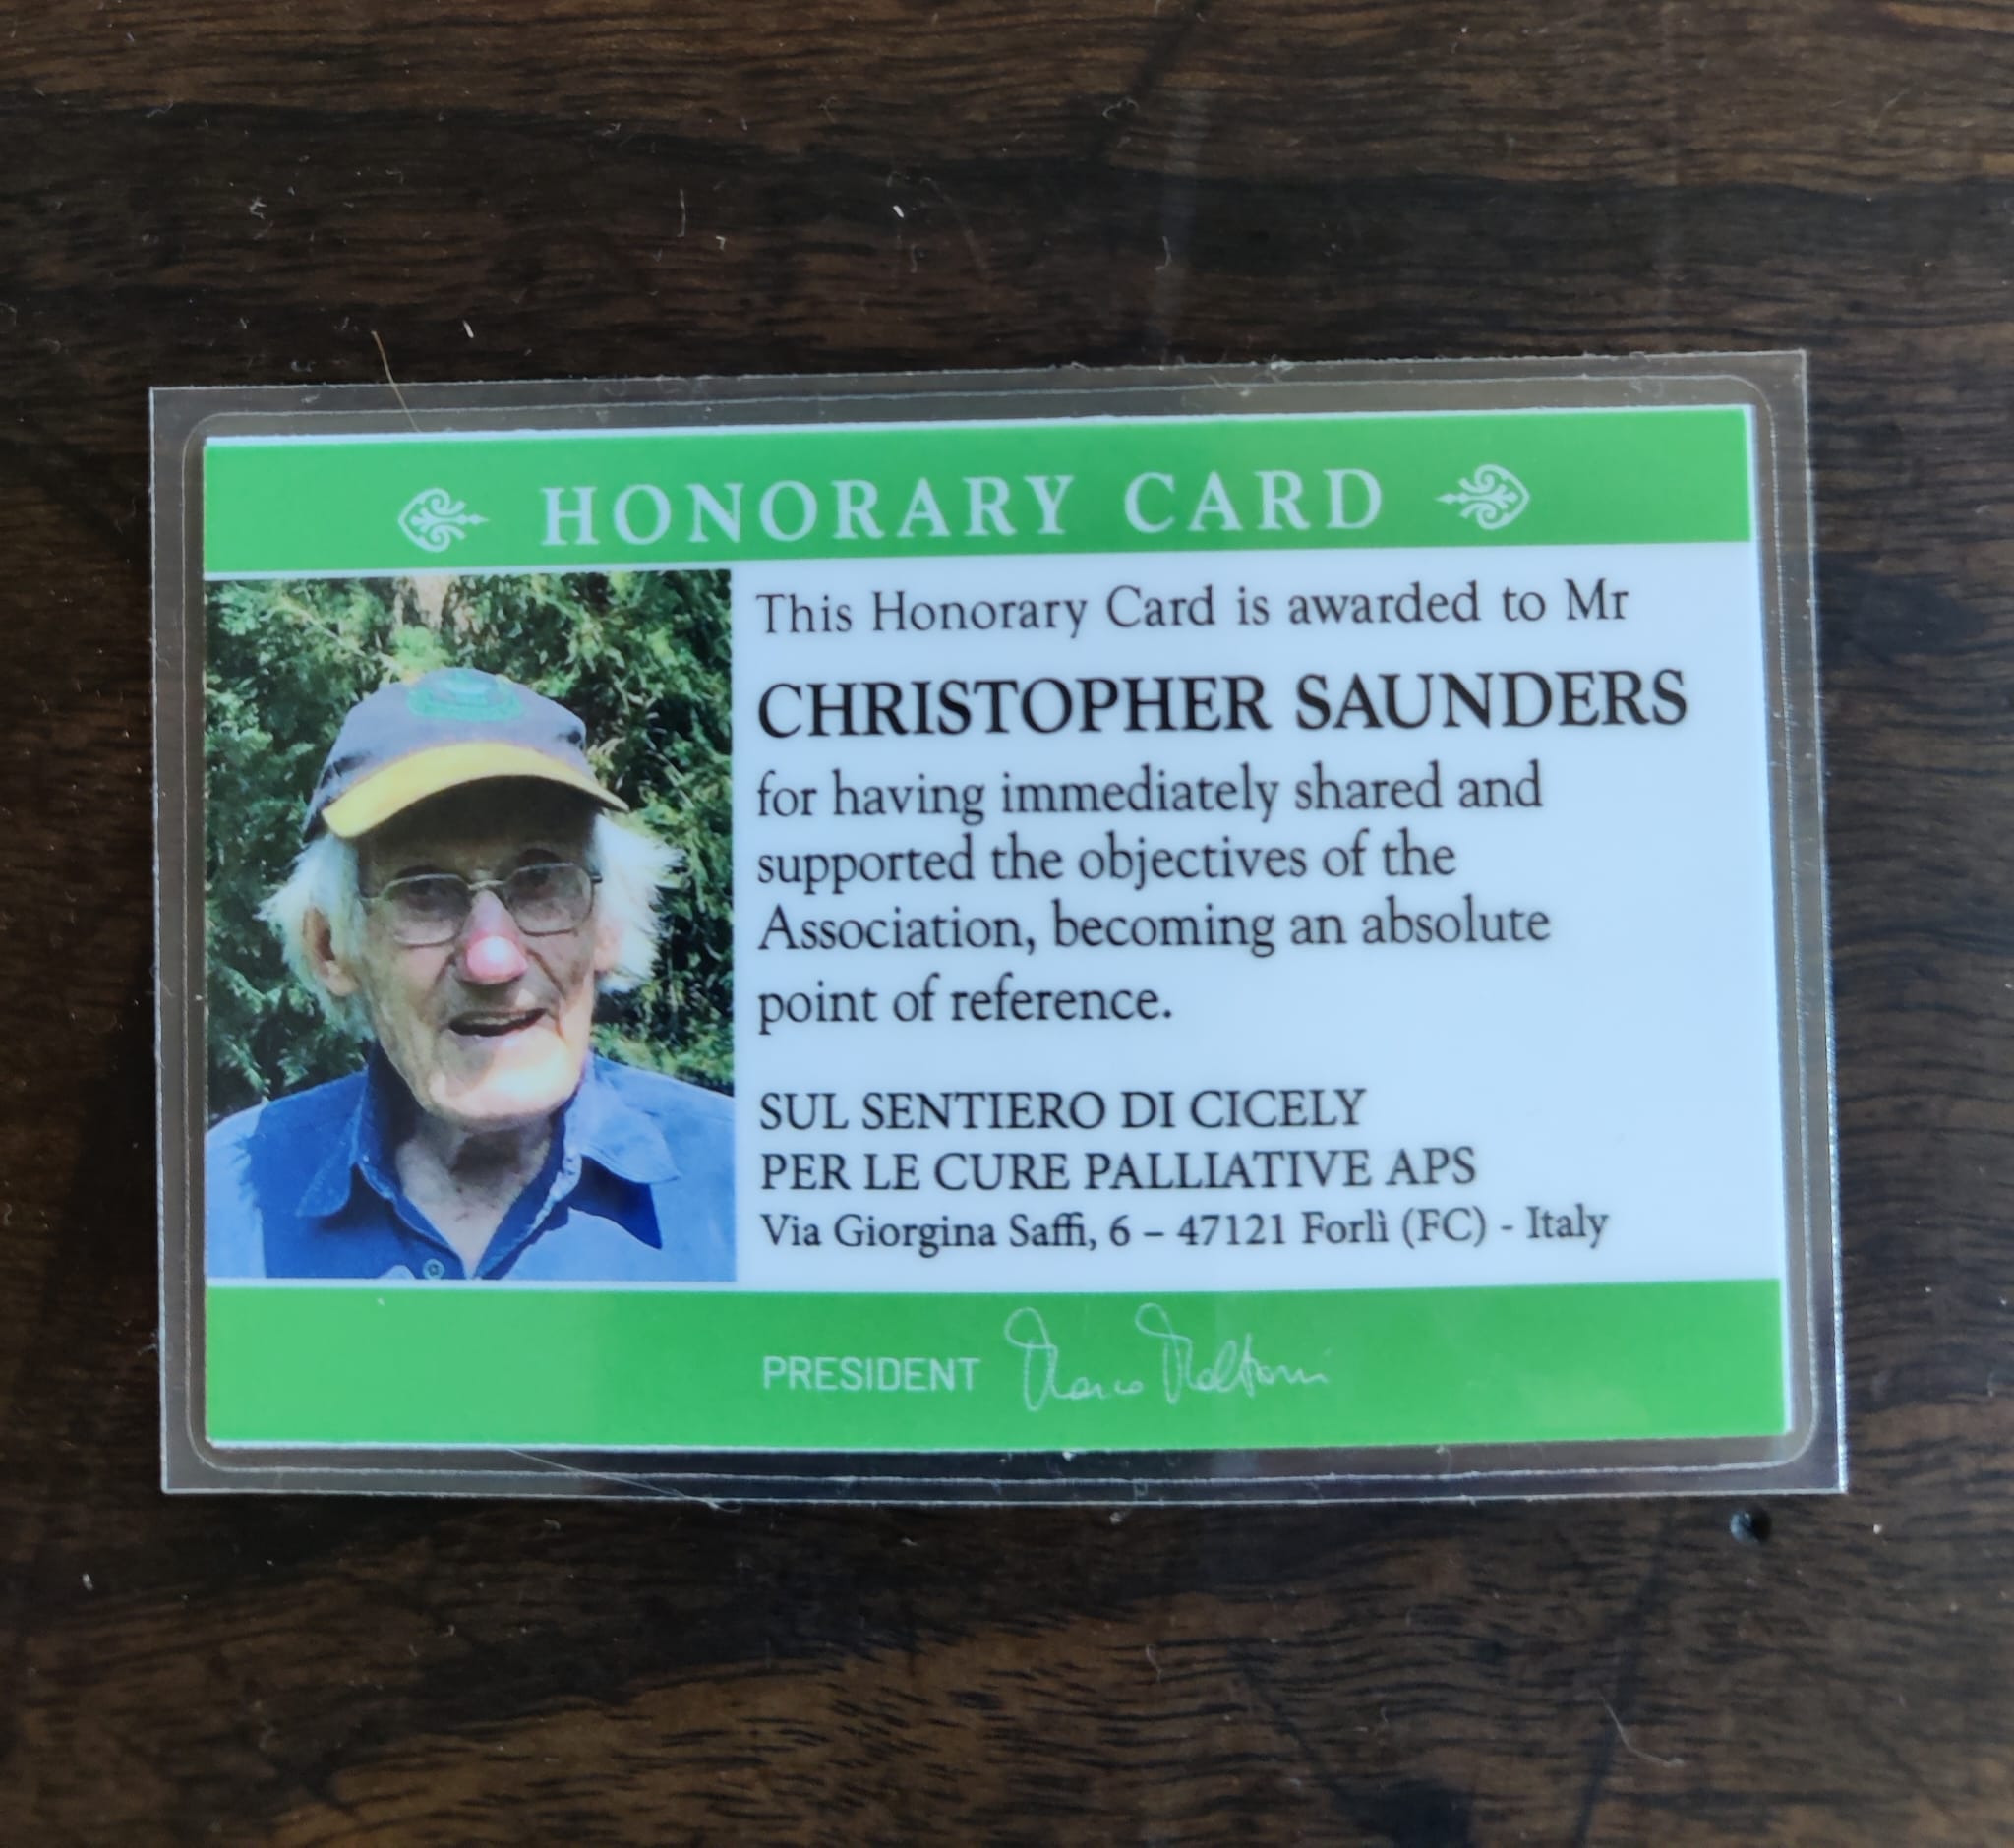 HONORARY CARD
This Honorary Card is awarded to Mr
CHRISTOPHER SAUNDERS
for having immediately shared and
supported the objectives of the
Association, becoming an absolute
point of reference.
SUL SENTIERO DI CICELY
PER LE CURE PALLIATIVE APS
Via Giorgina Saffi, 6 – 47121 Forlì (FC) - Italy
PRESIDENT Marco Maltoni